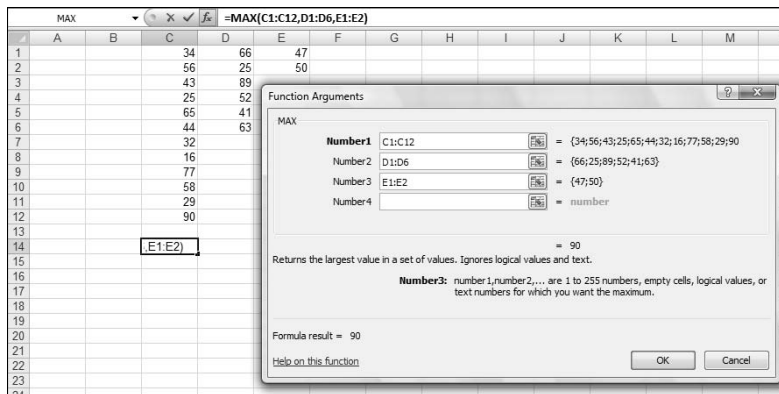 MAX =MAX(C1:C12,D1:D6,E1:E2)
A B C D E F G H I J K L M
1 34 66 47
2 56 25 50
3 43 89
4 25 52
5 65 41
6 44 63
7 32
8 16
9 77
10 58
11 29
12 90
13
14 ,E1:E2)
15
16
17
18
19
20
21
22
23
24
Function Arguments
MAX
Number1 C1:C12 = {34;56;43;25;65;44;32;16;77;58;29;90
Number2 D1:D6 = {66;25;89;52;41;63}
Number3 E1:E2 = {47;50}
Number4 = number
= 90
Returns the largest value in a set of values. Ignores logical values and text.
Number3: number1,number2,... are 1 to 255 numbers, empty cells, logical values, or
text numbers for which you want the maximum.
Formula result = 90
Help on this function OK Cancel